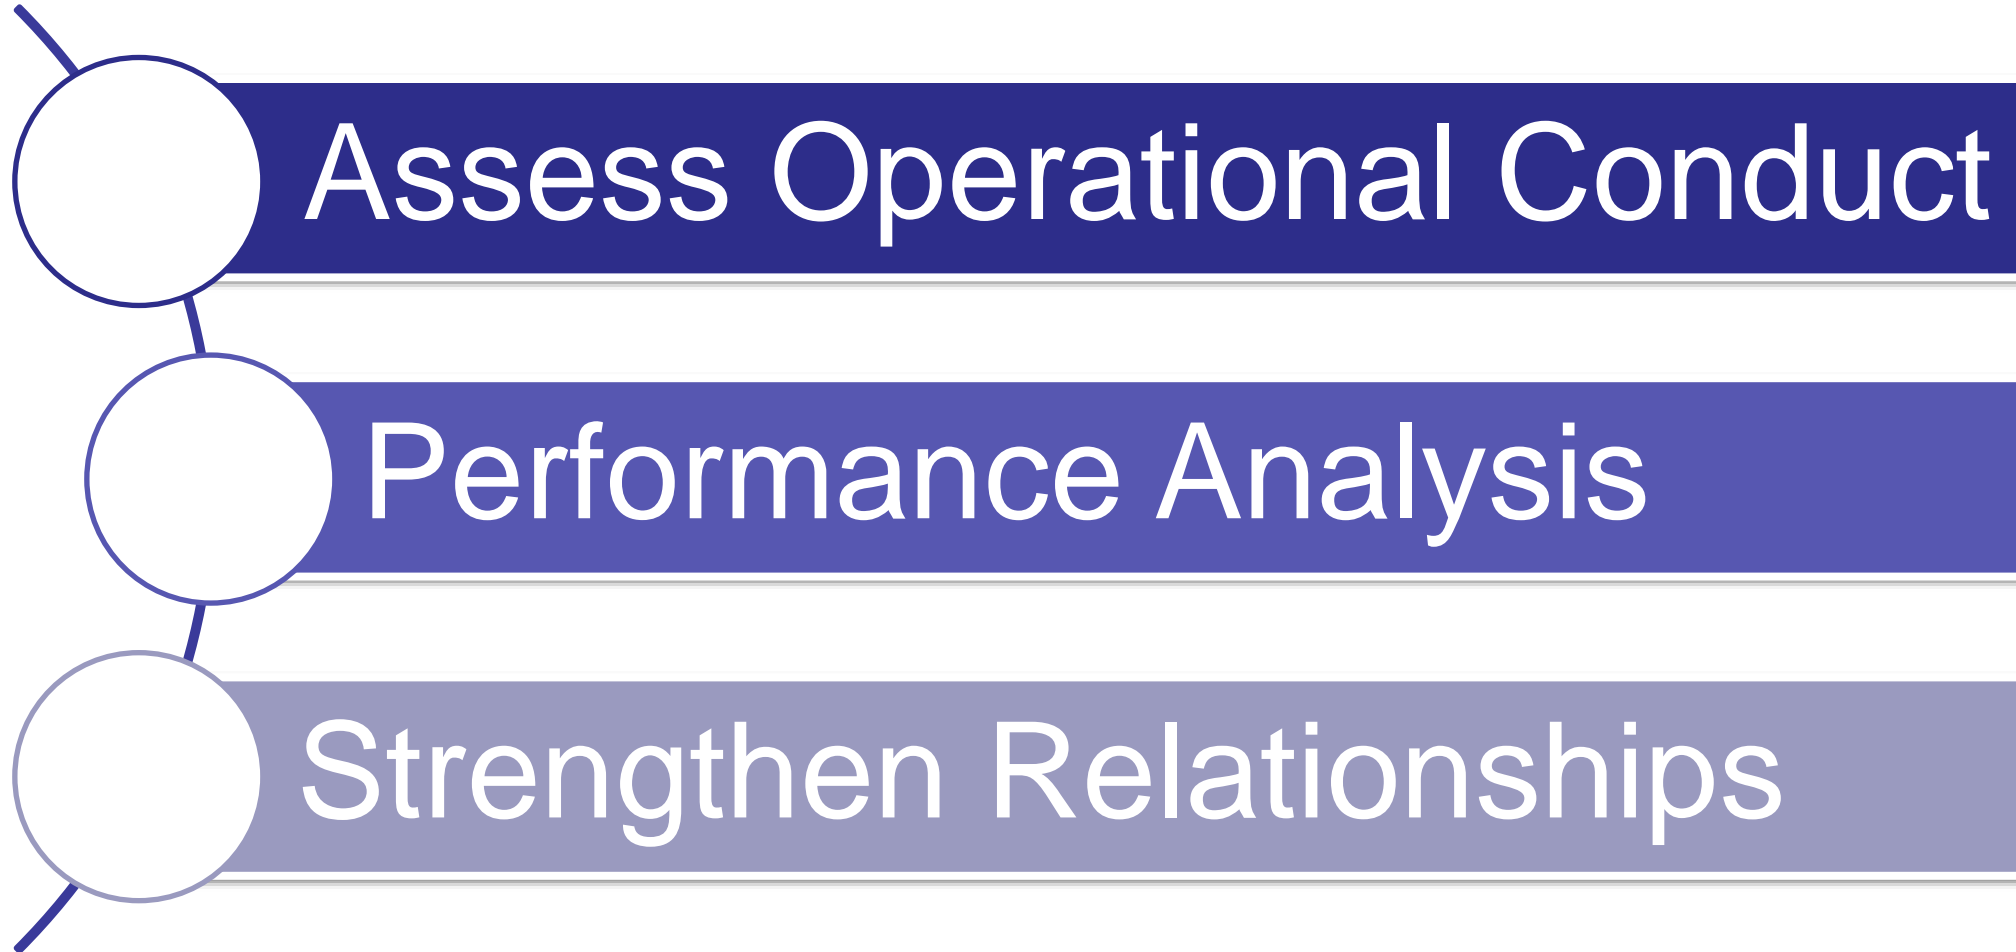 Assess Operational Conduct
Performance Analysis
Strengthen Relationships